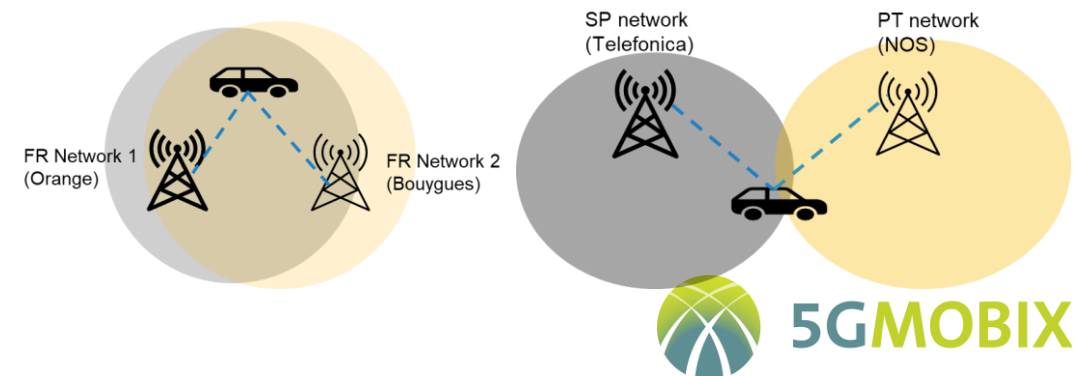 FR Network 1
(Orange)
FR Network 2
(Bouygues)
SP network
(Telefonica)
PT network
(NOS)
5GMOBIX